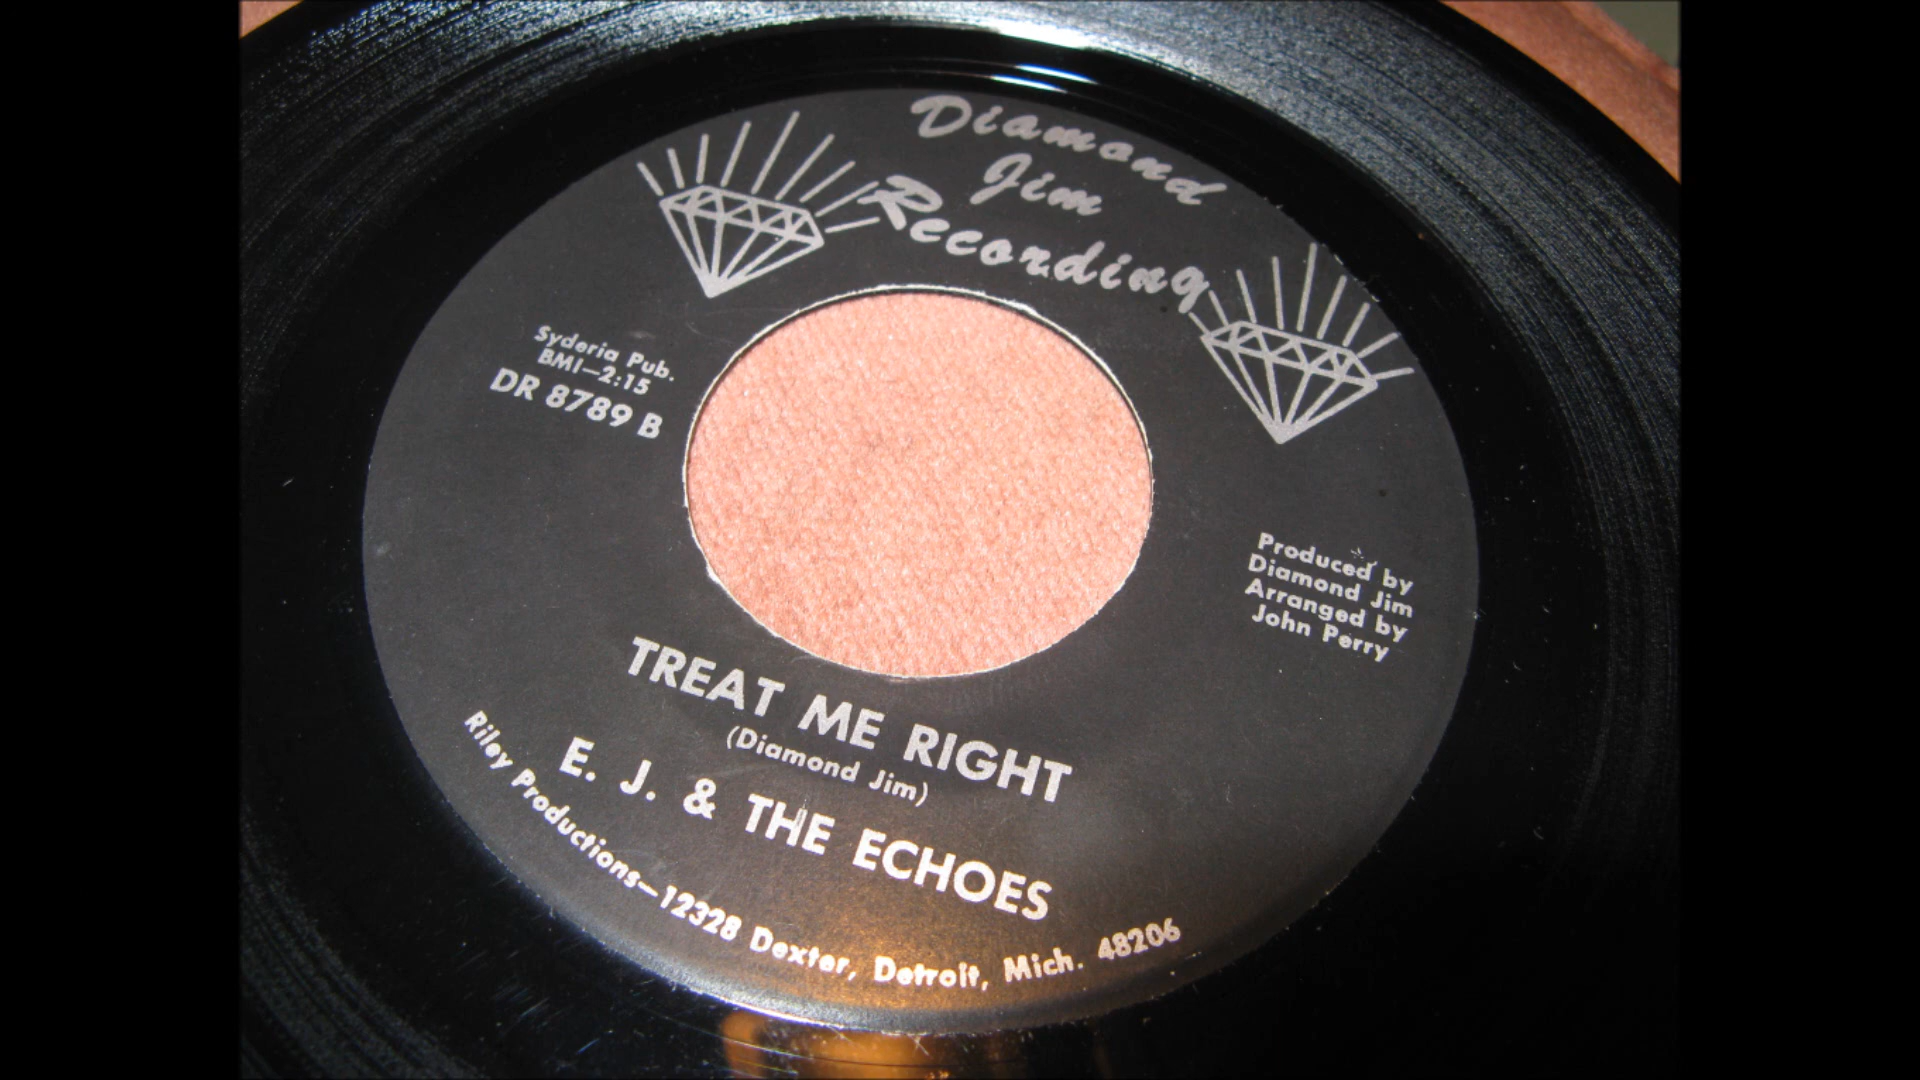 Diamond
Jim
Recording
Syderia Pub.
BMI—2:15
DR 8789 B
Produced by
Diamond Jim
Arranged by
John Perry
TREAT ME RIGHT
(Diamond Jim)
E. J. & THE ECHOES
Riley Productions—12328 Dexter, Detroit, Mich. 48206